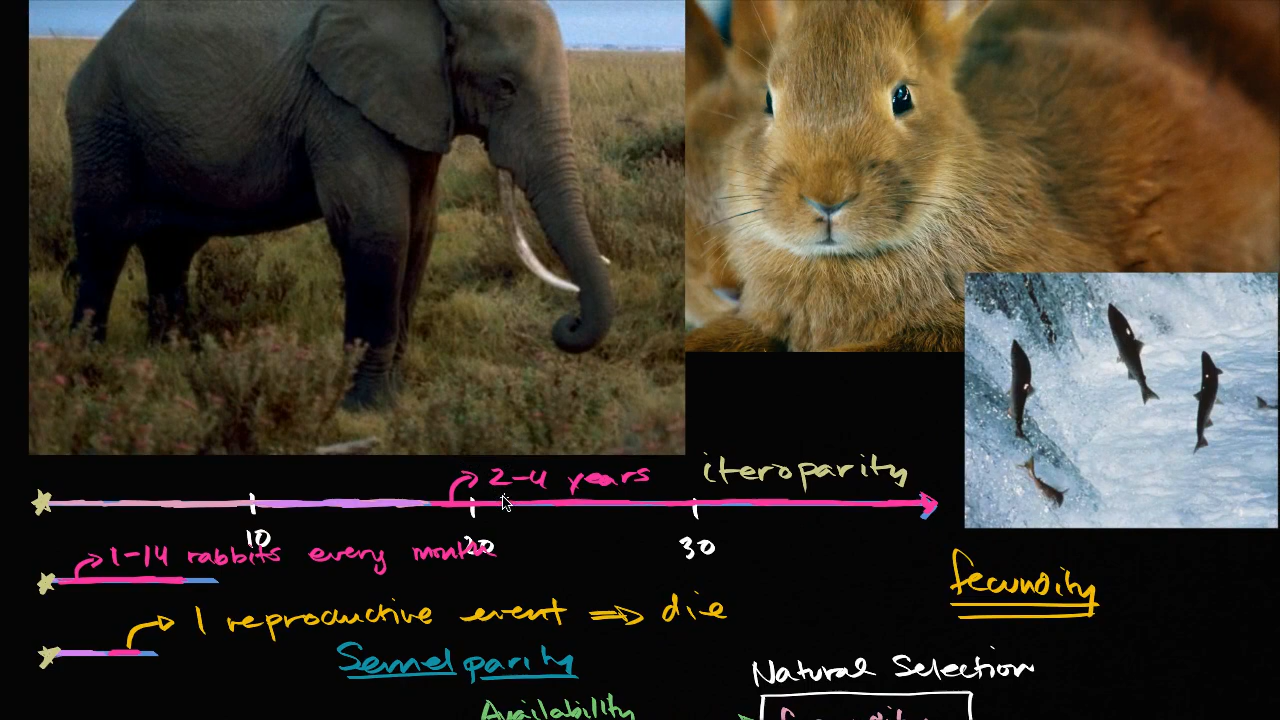 2-4 years iteroparity
10 20 30
1-14 rabbits every month
fecundity
1 reproductive event => die
Semelparity
Natural Selection
Availability
fecundity